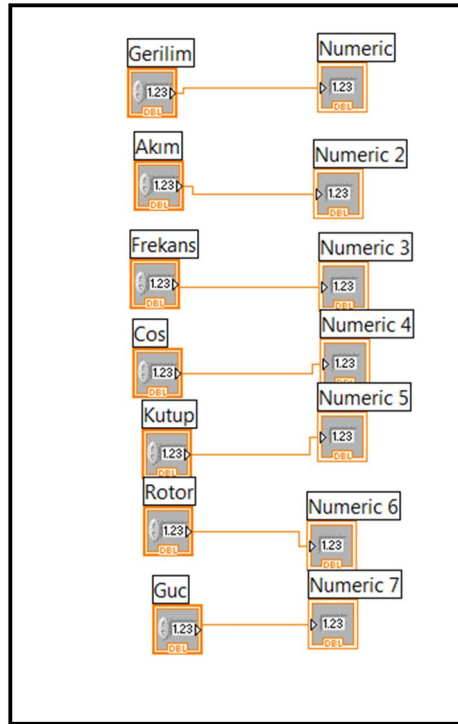 Gerilim
Numeric
1.23
DBL
1.23
DBL
Akım
Numeric 2
1.23
DBL
1.23
DBL
Frekans
Numeric 3
1.23
DBL
1.23
DBL
Cos
Numeric 4
1.23
DBL
1.23
DBL
Kutup
Numeric 5
1.23
DBL
1.23
DBL
Rotor
Numeric 6
1.23
DBL
1.23
DBL
Guc
Numeric 7
1.23
DBL
1.23
DBL